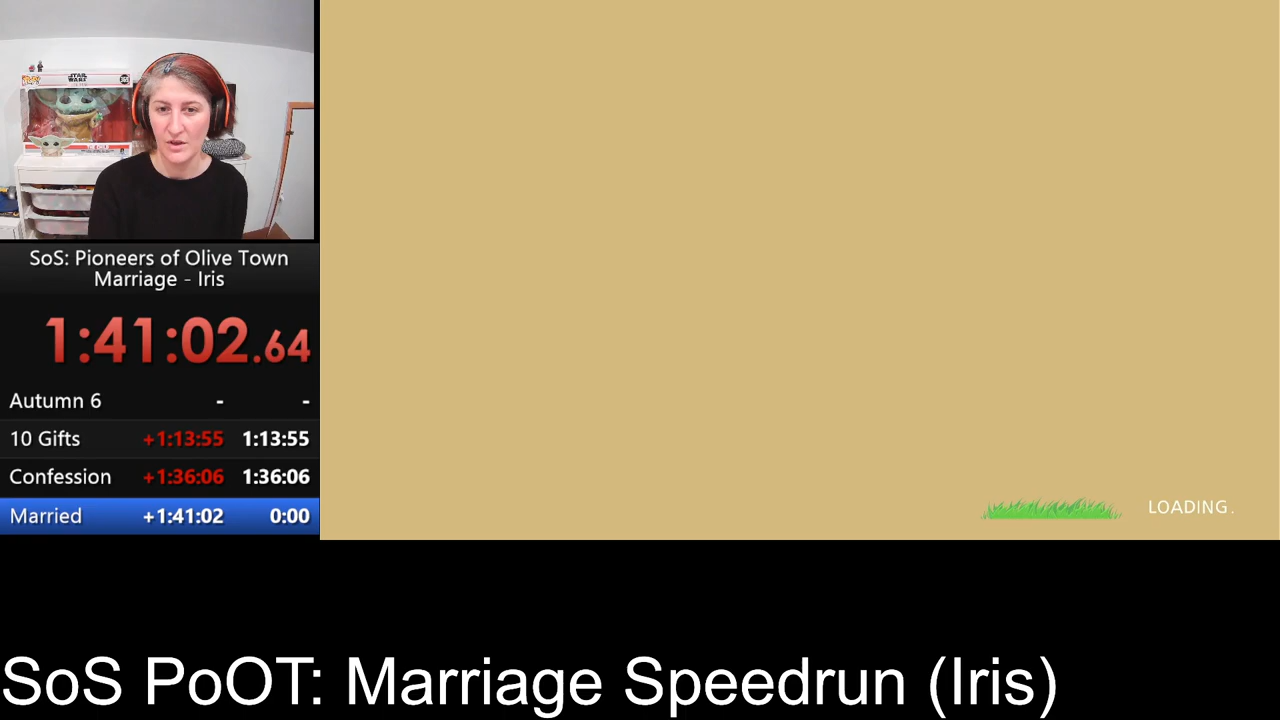 STAR
WARS
SoS: Pioneers of Olive Town
Marriage - Iris
1:41:02.64
Autumn 6 - -
10 Gifts +1:13:55 1:13:55
Confession +1:36:06 1:36:06
Married +1:41:02 0:00
LOADING.
SoS PoOT: Marriage Speedrun (Iris)